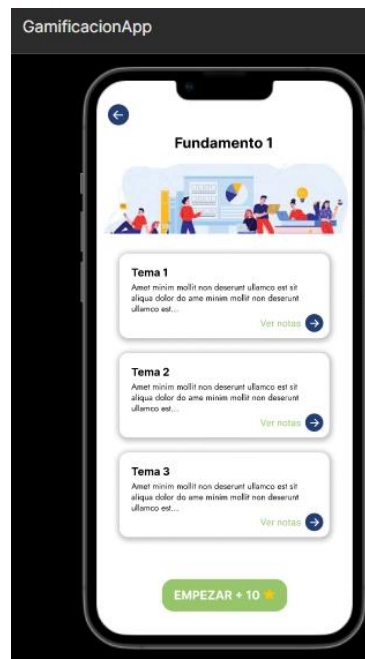 GamificacionApp
Fundamento 1
Tema 1
Amet minim mollit non deserunt ullamco est sit
aliqua dolor do ame minim mollit non deserunt
ullamco est...
Ver notas
Tema 2
Amet minim mollit non deserunt ullamco est sit
aliqua dolor do ame minim mollit non deserunt
ullamco est...
Ver notas
Tema 3
Amet minim mollit non deserunt ullamco est sit
aliqua dolor do ame minim mollit non deserunt
ullamco est...
Ver notas
EMPEZAR + 10